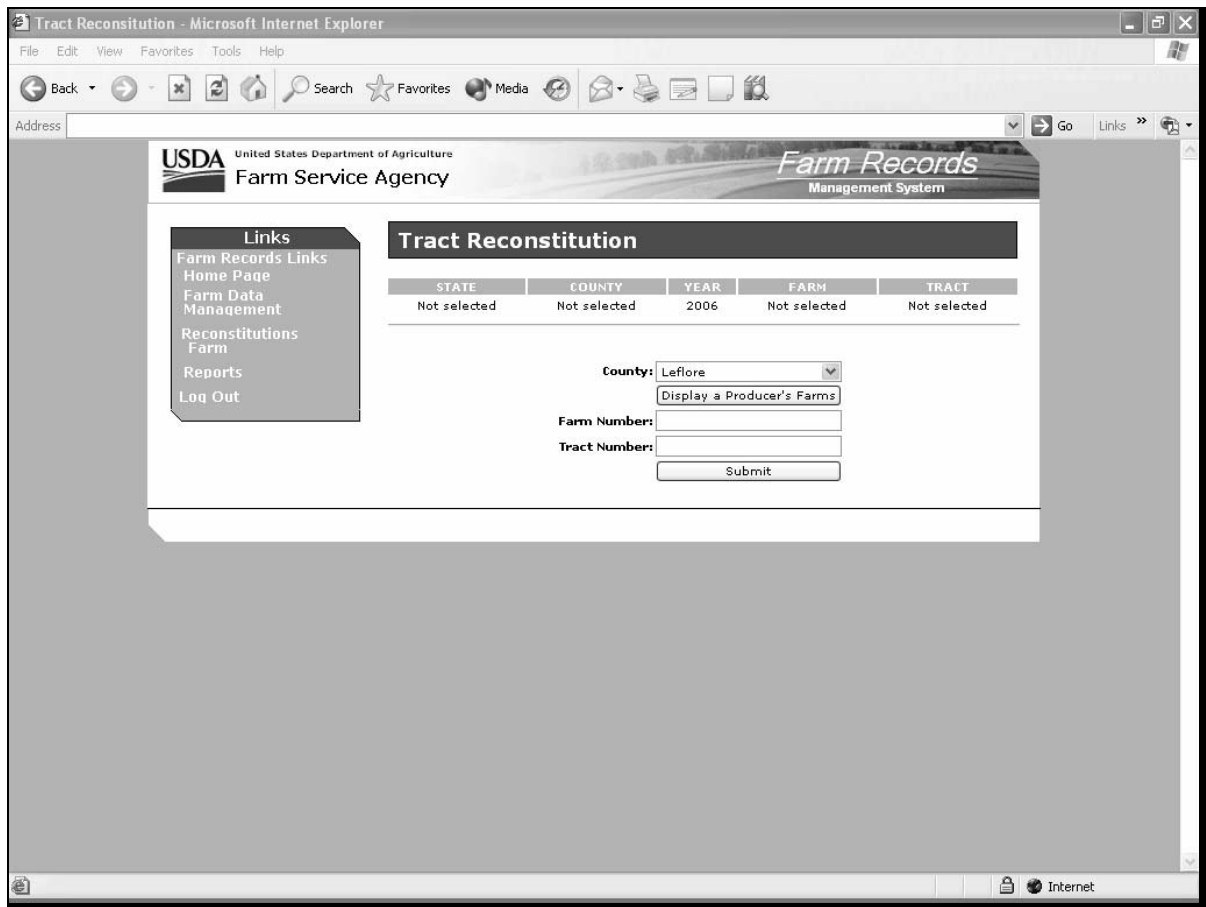 Tract Reconsitution - Microsoft Internet Explorer
File Edit View Favorites Tools Help
Back Search Favorites Media
Address Go Links »
USDA United States Department of Agriculture
Farm Service Agency
Farm Records
Management System
Links
Farm Records Links
Home Page
Farm Data
Management
Reconstitutions
Farm
Reports
Log Out
Tract Reconstitution
STATE COUNTY YEAR FARM TRACT
Not selected Not selected 2006 Not selected Not selected
County: Leflore
Display a Producer's Farms
Farm Number:
Tract Number:
Submit
Internet